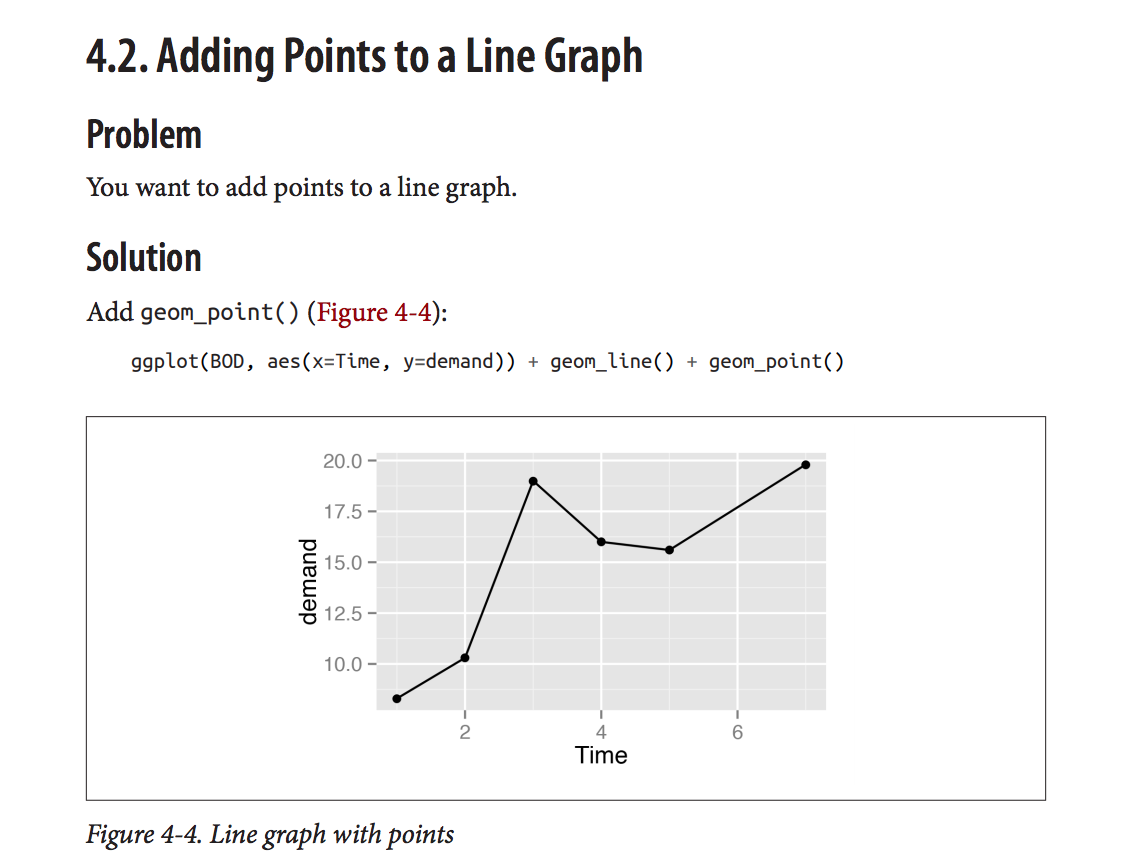 4.2. Adding Points to a Line Graph
Problem
You want to add points to a line graph.
Solution
Add geom_point() (Figure 4-4):
ggplot(BOD, aes(x=Time, y=demand)) + geom_line() + geom_point()
20.0
17.5
15.0
12.5
10.0
demand
2 4 6
Time
Figure 4-4. Line graph with points